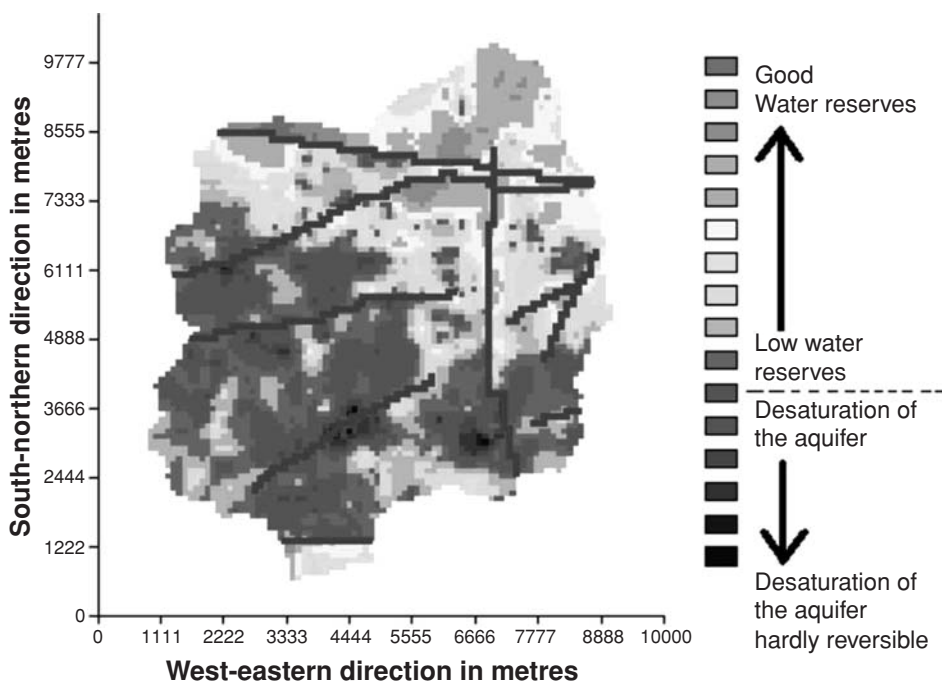 South-northern direction in metres
9777
8555
7333
6111
4888
3666
2444
1222
0
0 1111 2222 3333 4444 5555 6666 7777 8888 10000
West-eastern direction in metres
Good
Water reserves
Low water
reserves
Desaturation of
the aquifer
Desaturation of
the aquifer
hardly reversible